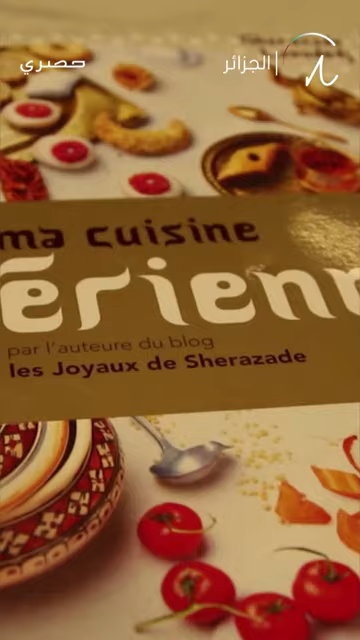 حصري
الجزائر
ma cuisine
érienn
par l'auteure du blog
les Joyaux de Sherazade